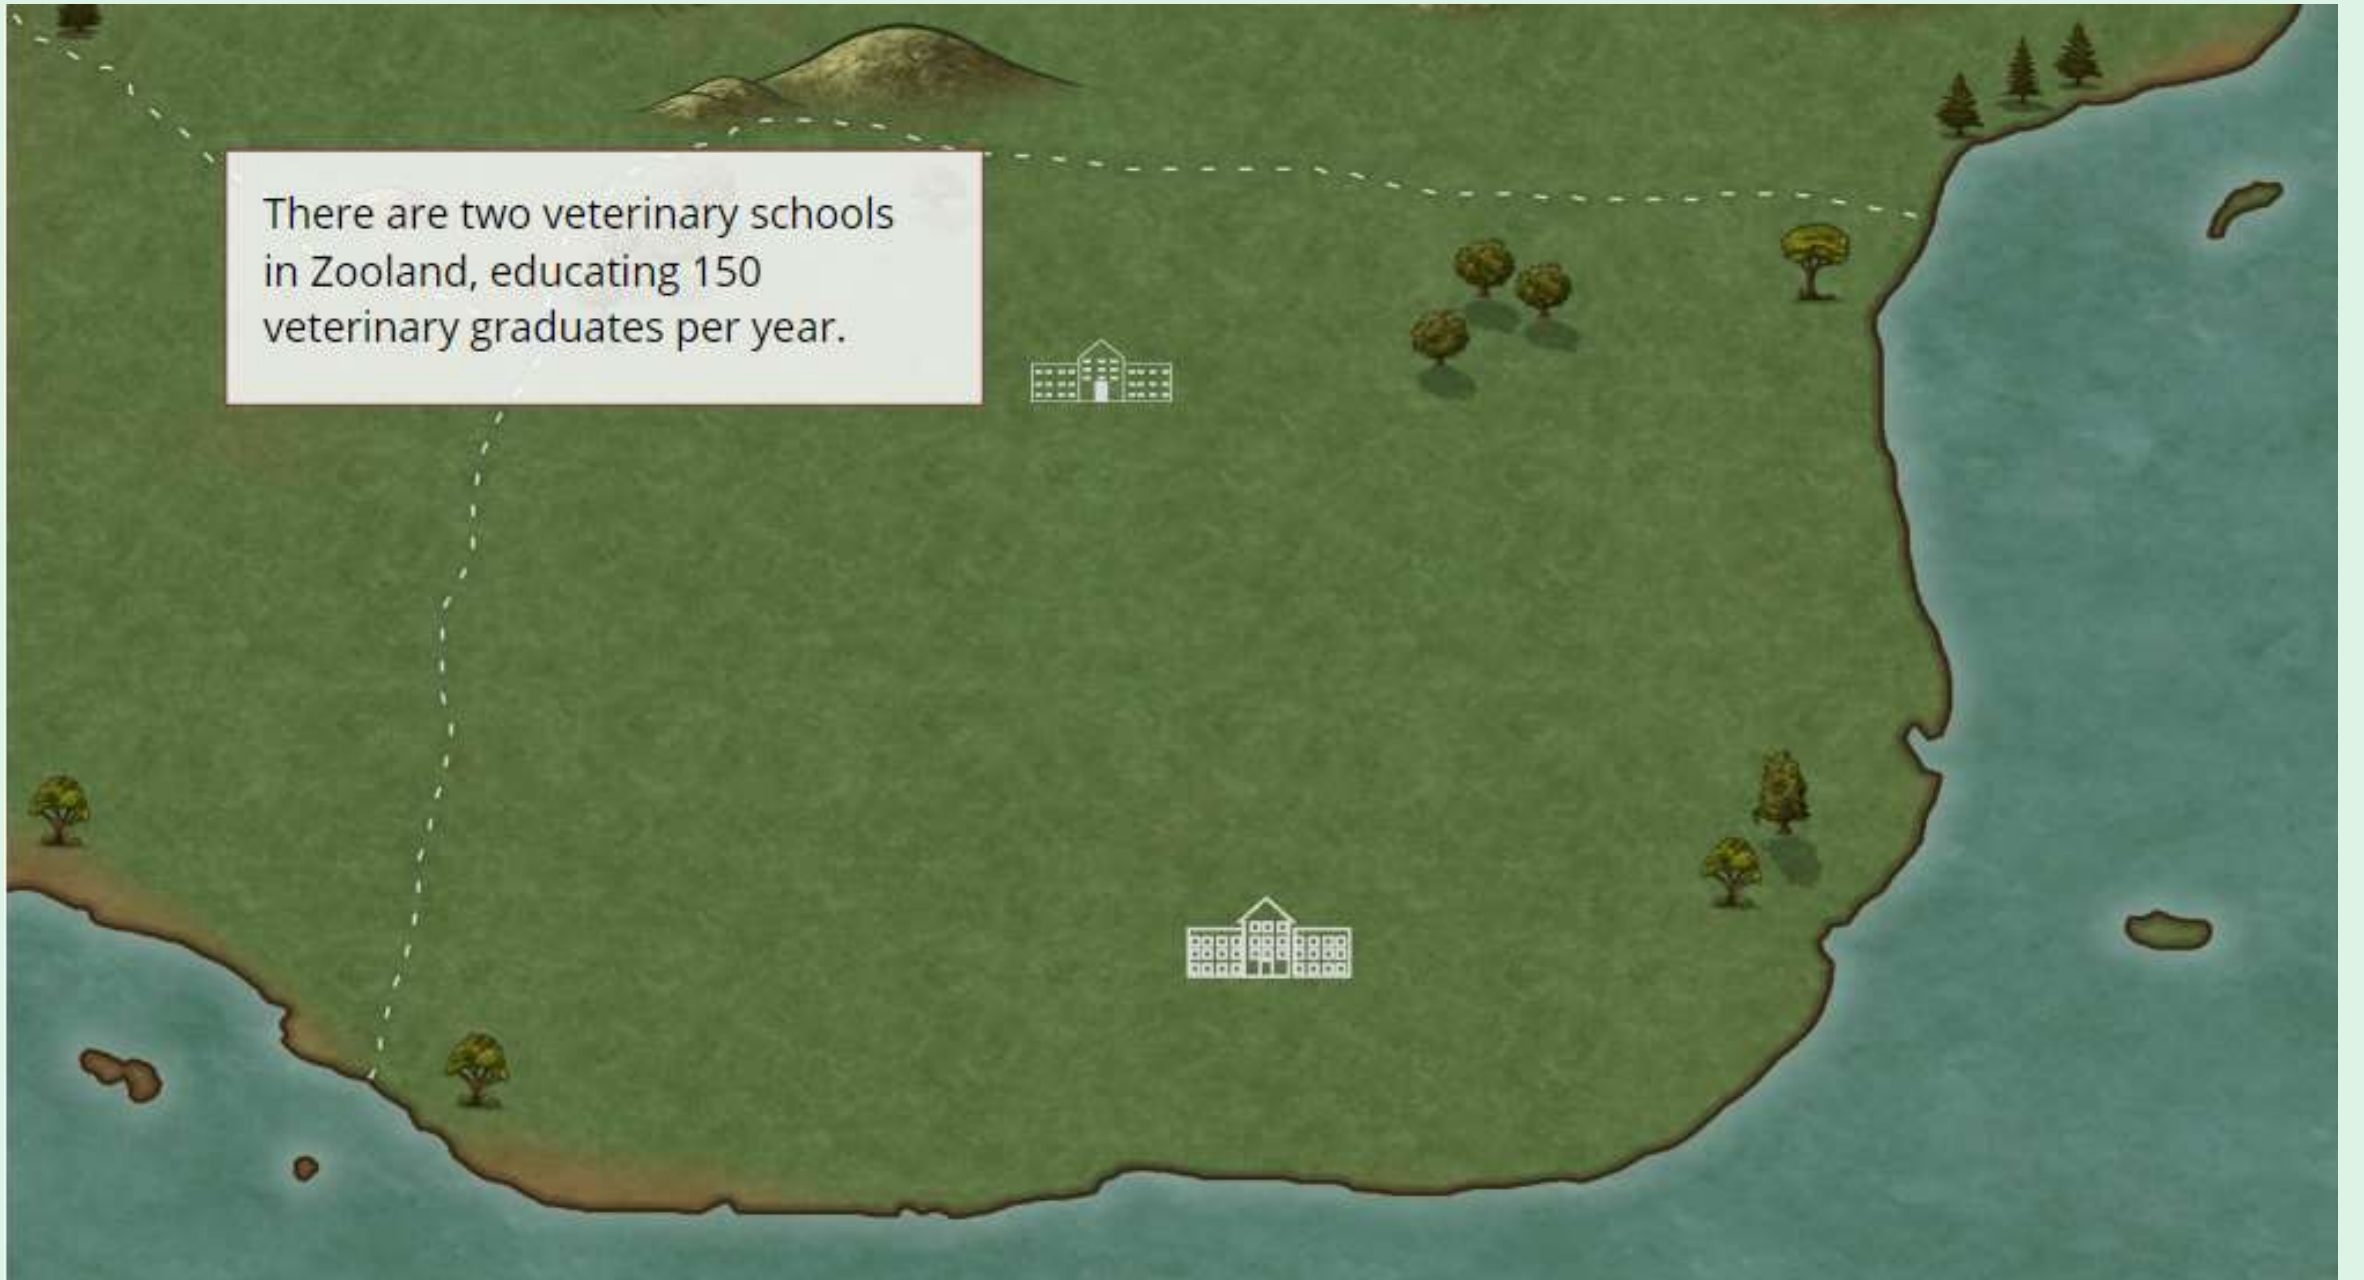 There are two veterinary schools
in Zooland, educating 150
veterinary graduates per year.